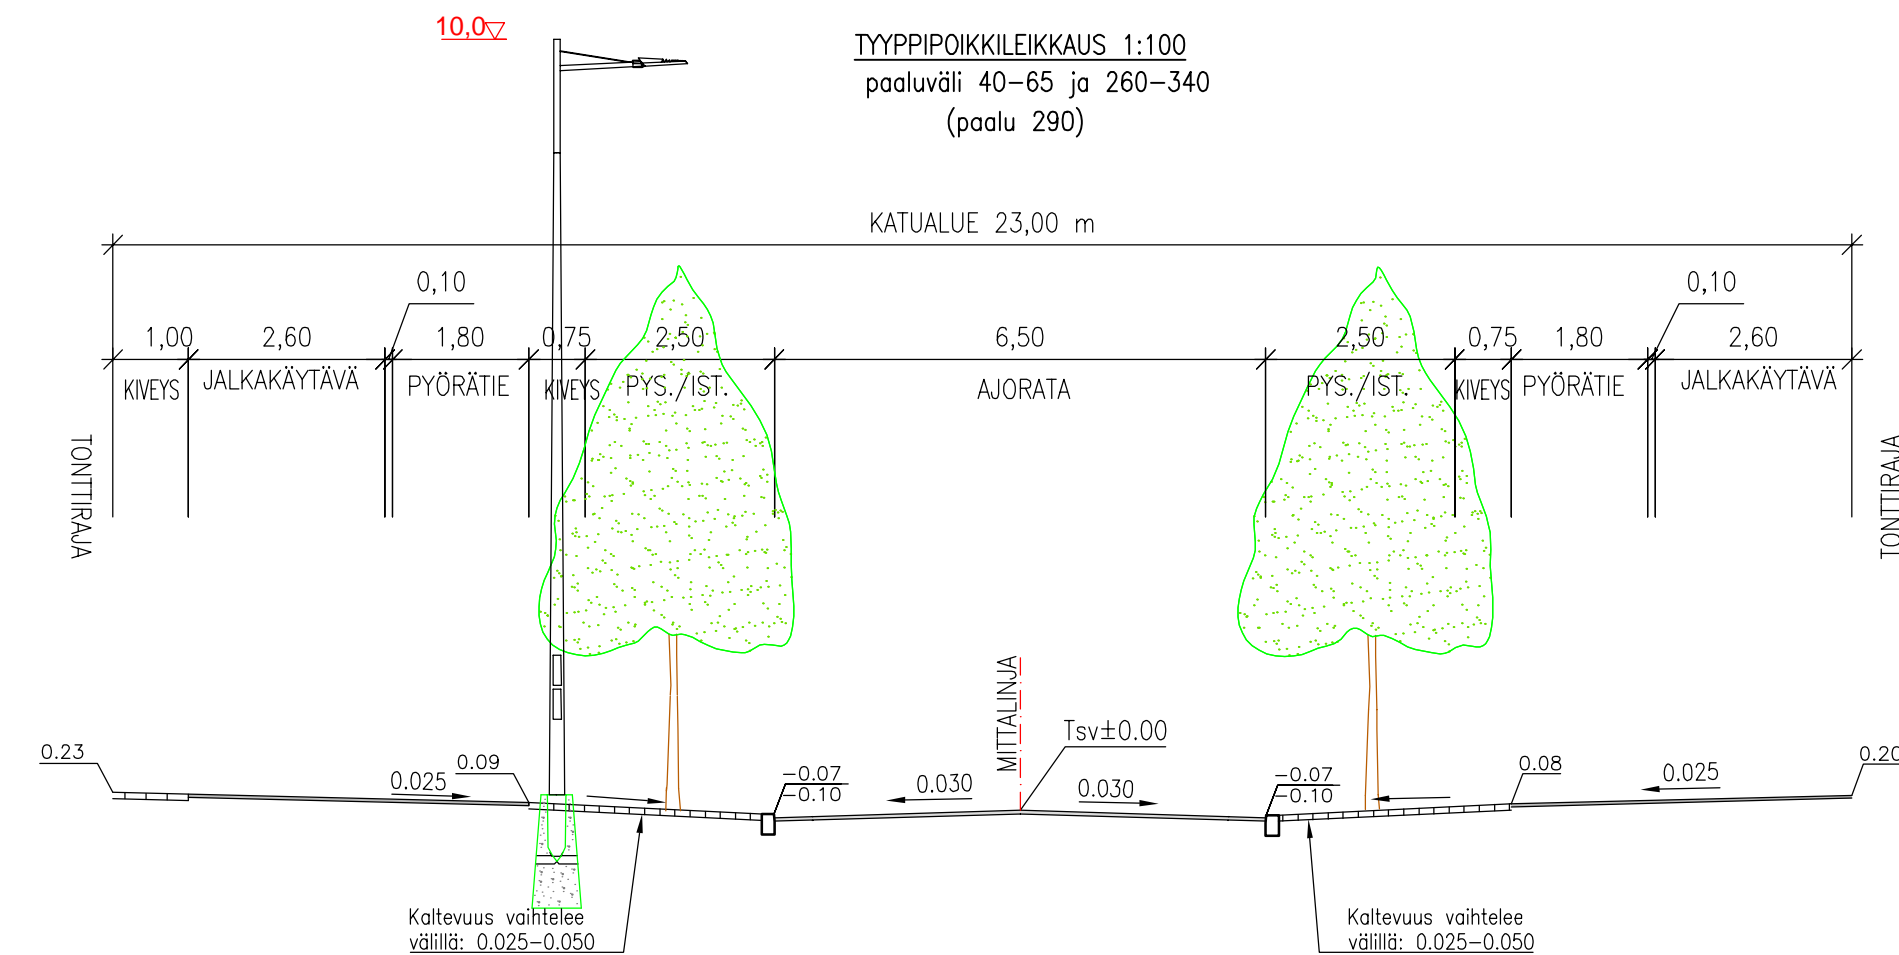 10,0
TYYPPIPOIKKILEIKKAUS 1:100
paaluväli 40-65 ja 260-340
(paalu 290)
KATUALUE 23,00 m
0,10
0,10
1,00 2,60 1,80 0,75 2,50 6,50 2,50 0,75 1,80 2,60
KIVEYS JALKAKÄYTÄVÄ PYÖRÄTIE KIVEYS PYS./IST. AJORATA PYS./IST. KIVEYS PYÖRÄTIE JALKAKÄYTÄVÄ
TONTTIRAJA
TONTTIRAJA
MITTALINJA
Tsv±0.00
0.23
0.025
0.09
-0.07
-0.10
0.030
0.030
-0.07
-0.10
0.08
0.025
0.20
Kaltevuus vaihtelee
välillä: 0.025-0.050
Kaltevuus vaihtelee
välillä: 0.025-0.050